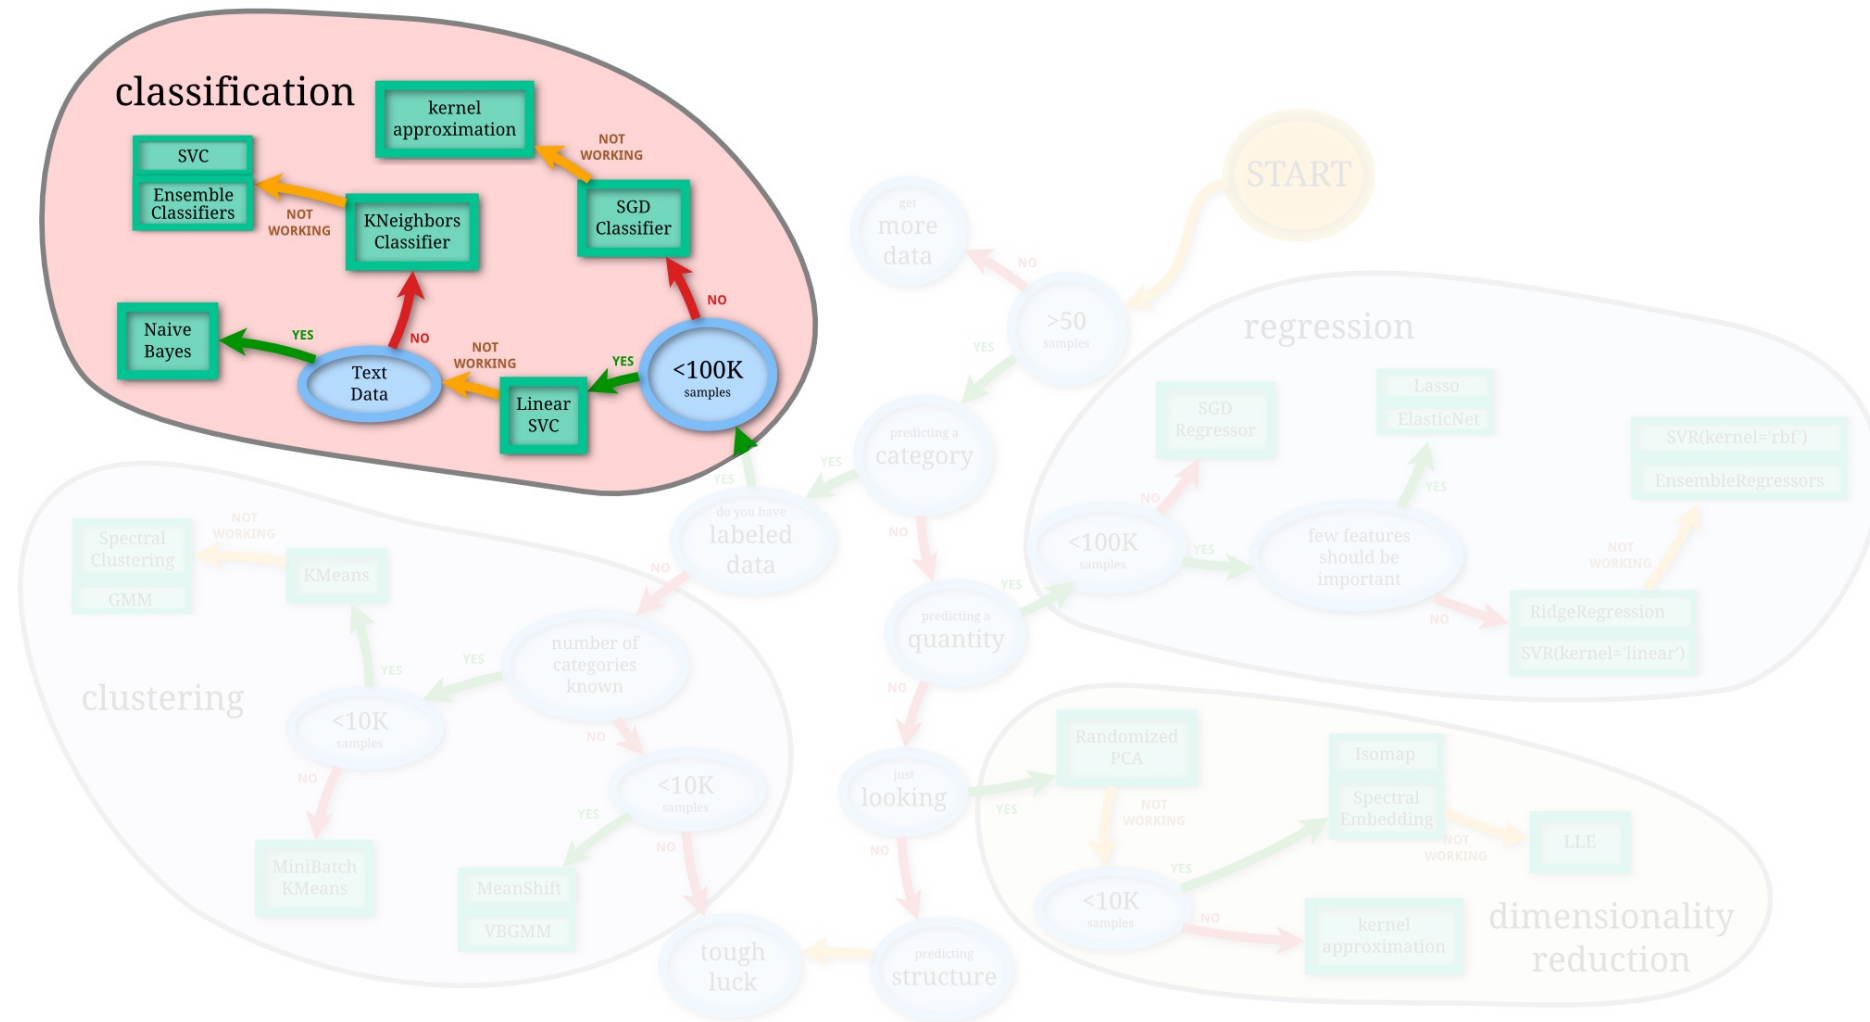 classification
kernel
approximation
NOT
WORKING
SVC
Ensemble
Classifiers
NOT
WORKING
KNeighbors
Classifier
SGD
Classifier
NO
Naive
Bayes
YES
NO
Text
Data
NOT
WORKING
Linear
SVC
YES
<100K
samples
START
get
more
data
NO
>50
samples
YES
predicting a
category
YES
NO
YES
do you have
labeled
data
NO
predicting a
quantity
YES
NO
just
looking
YES
NO
predicting
structure
tough
luck
regression
SGD
Regressor
Lasso
ElasticNet
SVR(kernel='rbf')
EnsembleRegressors
NO
YES
<100K
samples
YES
few features
should be
important
NOT
WORKING
NO
RidgeRegression
SVR(kernel='linear')
clustering
Spectral
Clustering
GMM
NOT
WORKING
KMeans
YES
YES
number of
categories
known
<10K
samples
NO
NO
<10K
samples
YES
NO
MiniBatch
KMeans
MeanShift
VBGMM
Randomized
PCA
NOT
WORKING
Isomap
Spectral
Embedding
NOT
WORKING
LLE
YES
<10K
samples
NO
kernel
approximation
dimensionality
reduction